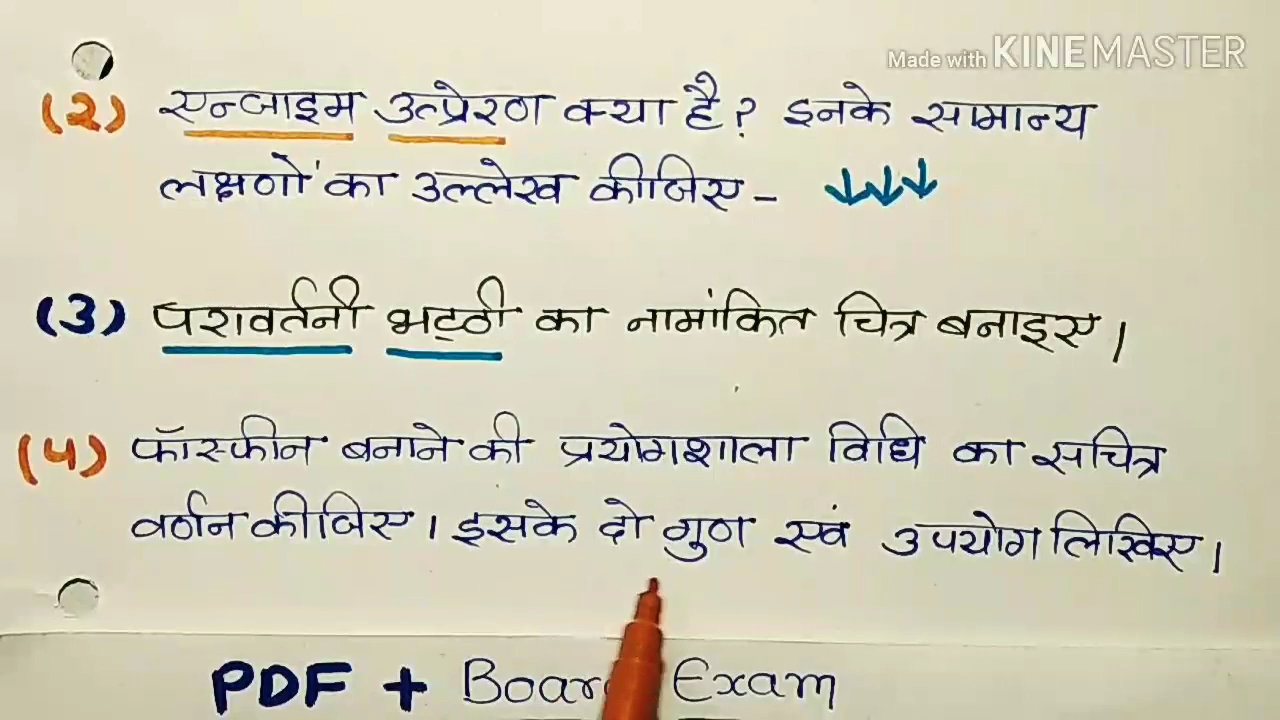 Made with KINEMASTER
(2) एन्जाइम उत्प्रेरण क्या है? इनके सामान्य
लक्षणों का उल्लेख कीजिए -
(3) परावर्तनी भट्ठी का नामांकित चित्र बनाइए।
(4) फॉस्फीन बनाने की प्रयोगशाला विधि का सचित्र
वर्णन कीजिए। इसके दो गुण एवं उपयोग लिखिए।
PDF + Board Exam